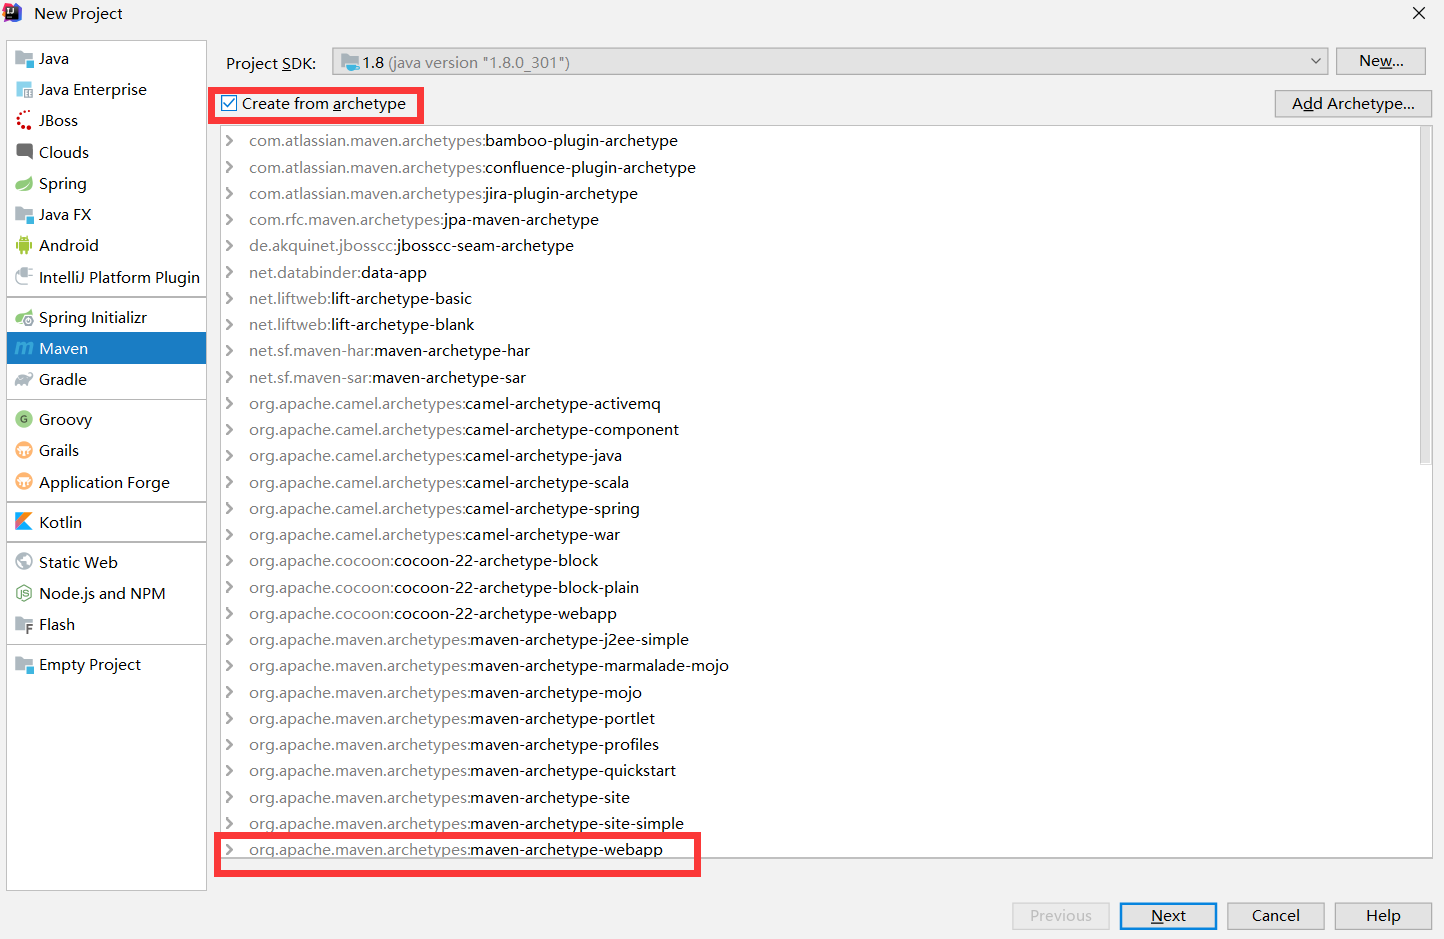 New Project
Java
Java Enterprise
JBoss
Clouds
Spring
Java FX
Android
IntelliJ Platform Plugin
Spring Initializr
Maven
Gradle
Groovy
Grails
Application Forge
Kotlin
Static Web
Node.js and NPM
Flash
Empty Project
Project SDK: 1.8 (java version "1.8.0_301") New...
Create from archetype Add Archetype...
com.atlassian.maven.archetypes:bamboo-plugin-archetype
com.atlassian.maven.archetypes:confluence-plugin-archetype
com.atlassian.maven.archetypes:jira-plugin-archetype
com.rfc.maven.archetypes:jpa-maven-archetype
de.akquinet.jbosscc:jbosscc-seam-archetype
net.databinder:data-app
net.liftweb:lift-archetype-basic
net.liftweb:lift-archetype-blank
net.sf.maven-har:maven-archetype-har
net.sf.maven-sar:maven-archetype-sar
org.apache.camel.archetypes:camel-archetype-activemq
org.apache.camel.archetypes:camel-archetype-component
org.apache.camel.archetypes:camel-archetype-java
org.apache.camel.archetypes:camel-archetype-scala
org.apache.camel.archetypes:camel-archetype-spring
org.apache.camel.archetypes:camel-archetype-war
org.apache.cocoon:cocoon-22-archetype-block
org.apache.cocoon:cocoon-22-archetype-block-plain
org.apache.cocoon:cocoon-22-archetype-webapp
org.apache.maven.archetypes:maven-archetype-j2ee-simple
org.apache.maven.archetypes:maven-archetype-marmalade-mojo
org.apache.maven.archetypes:maven-archetype-mojo
org.apache.maven.archetypes:maven-archetype-portlet
org.apache.maven.archetypes:maven-archetype-profiles
org.apache.maven.archetypes:maven-archetype-quickstart
org.apache.maven.archetypes:maven-archetype-site
org.apache.maven.archetypes:maven-archetype-site-simple
org.apache.maven.archetypes:maven-archetype-webapp
Previous Next Cancel Help